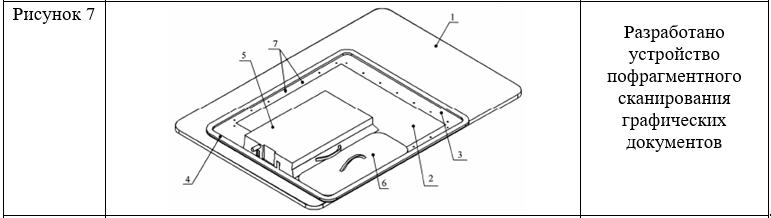 Рисунок 7
1
7
5
4
6
2
3
Разработано
устройство
пофрагментного
сканирования
графических
документов